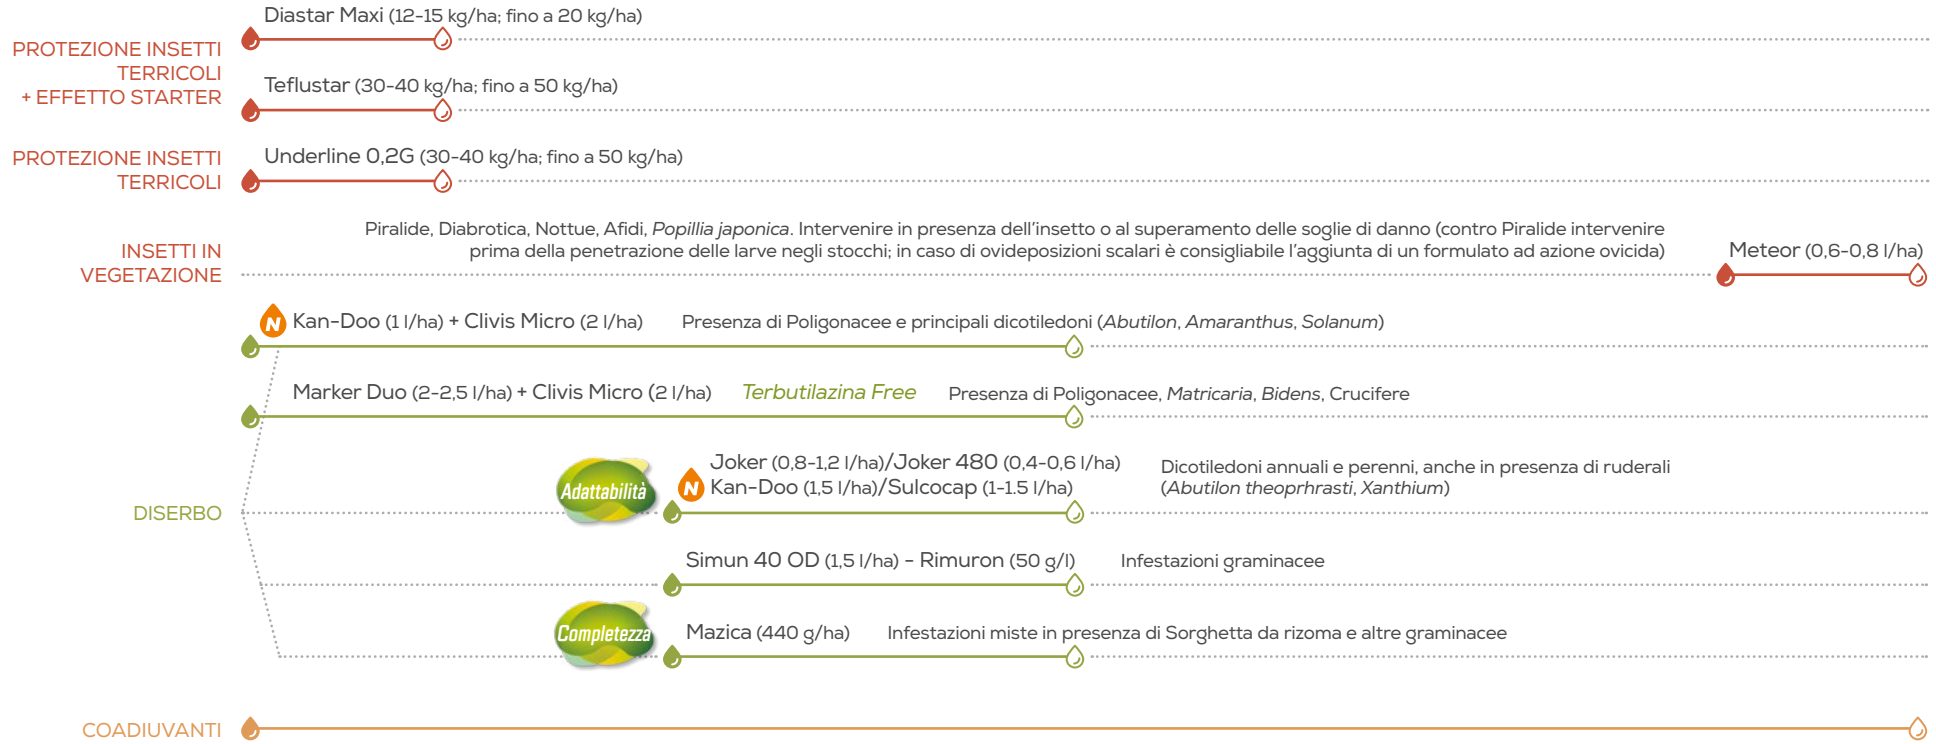 Diastar Maxi (12-15 kg/ha; fino a 20 kg/ha)
PROTEZIONE INSETTI
TERRICOLI
+ EFFETTO STARTER
Teflustar (30-40 kg/ha; fino a 50 kg/ha)
PROTEZIONE INSETTI
TERRICOLI
Underline 0,2G (30-40 kg/ha; fino a 50 kg/ha)
INSETTI IN
VEGETAZIONE
Piralide, Diabrotica, Nottue, Afidi, Popillia japonica. Intervenire in presenza dell'insetto o al superamento delle soglie di danno (contro Piralide intervenire
prima della penetrazione delle larve negli stocchi; in caso di ovideposizioni scalari è consigliabile l'aggiunta di un formulato ad azione ovicida)
Meteor (0,6-0,8 l/ha)
N Kan-Doo (1 l/ha) + Clivis Micro (2 l/ha) Presenza di Poligonacee e principali dicotiledoni (Abutilon, Amaranthus, Solanum)
Marker Duo (2-2,5 l/ha) + Clivis Micro (2 l/ha) Terbutilazina Free Presenza di Poligonacee, Matricaria, Bidens, Crucifere
DISERBO
Adattabilità
Joker (0,8-1,2 l/ha)/Joker 480 (0,4-0,6 l/ha)
N Kan-Doo (1,5 l/ha)/Sulcocap (1-1.5 l/ha)
Dicotiledoni annuali e perenni, anche in presenza di ruderali
(Abutilon theoprhrasti, Xanthium)
Simun 40 OD (1,5 l/ha) - Rimuron (50 g/l) Infestazioni graminacee
Completezza
Mazica (440 g/ha) Infestazioni miste in presenza di Sorghetta da rizoma e altre graminacee
COADIUVANTI